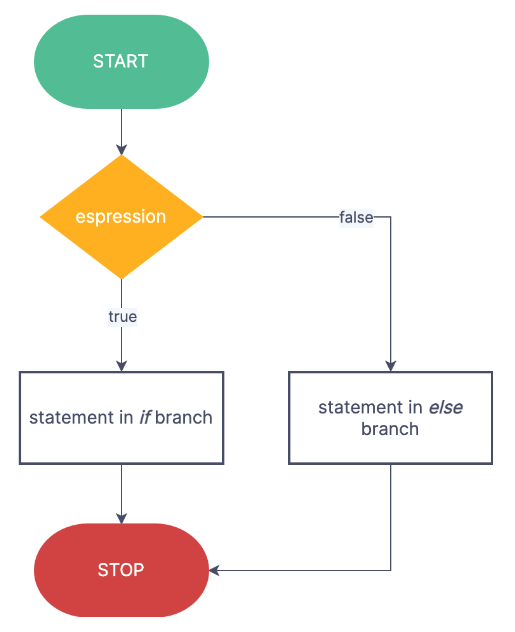 START
espression
false
true
statement in if branch
statement in else
branch
STOP